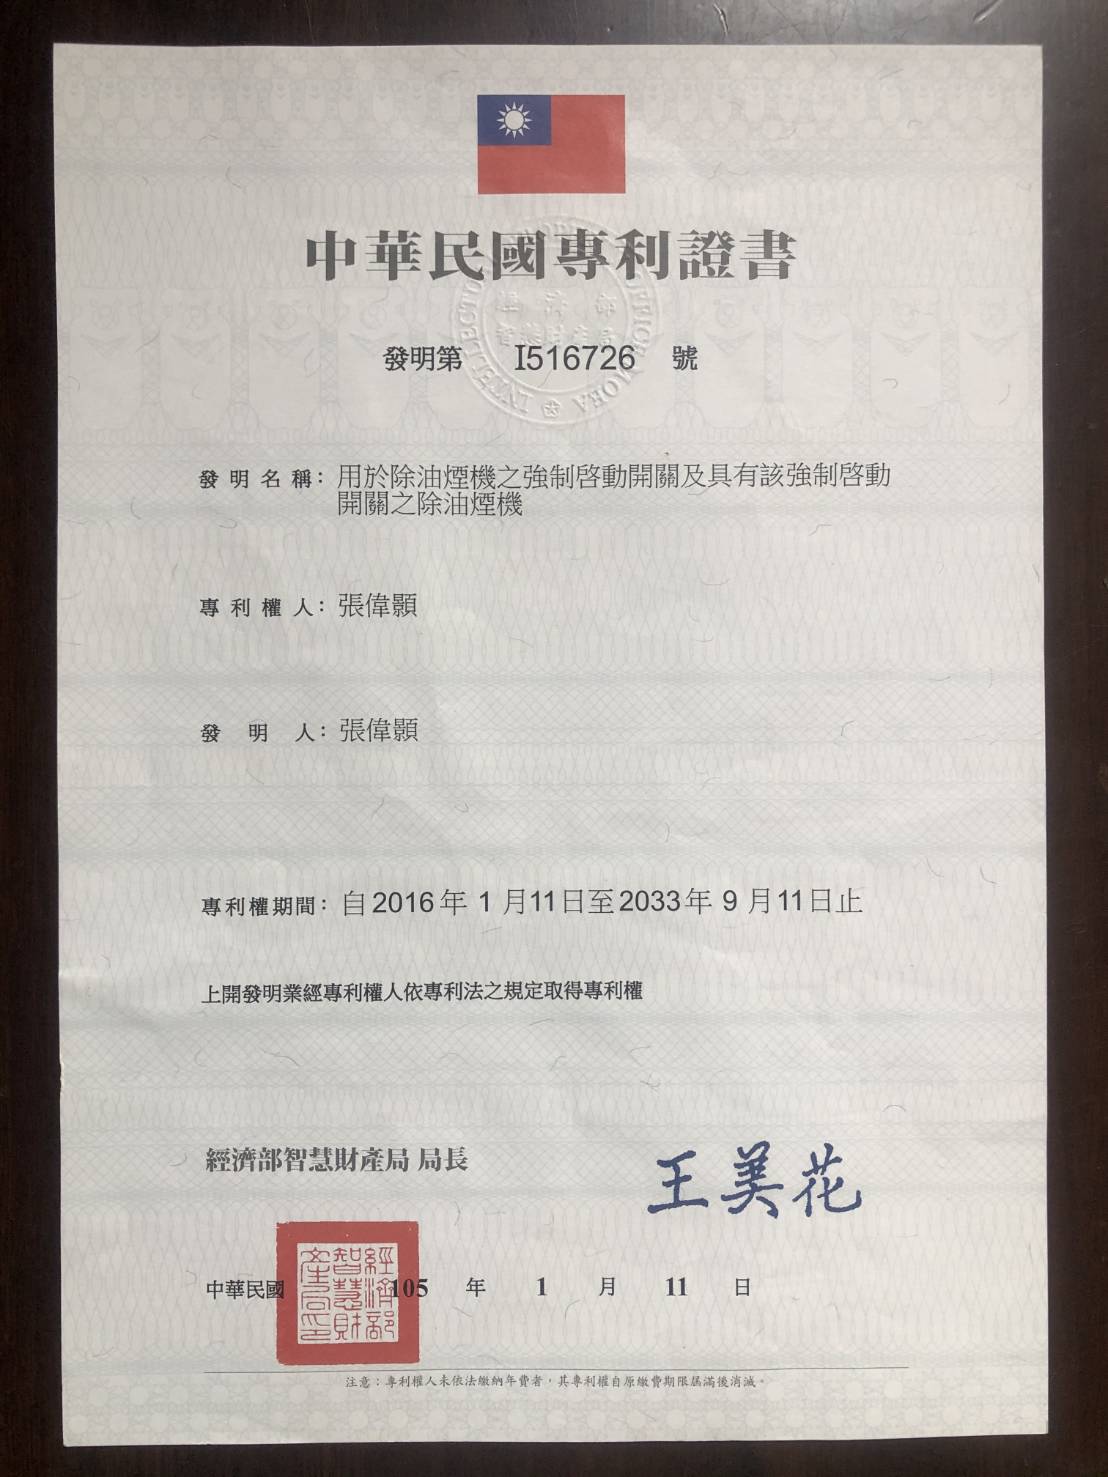 中華民國專利證書
發明第 I516726 號
發明名稱：用於除油煙機之強制啓動開關及具有該強制啓動
開關之除油煙機
專利權人：張偉顥
發明人：張偉顥
專利權期間：自2016年 1 月11日至2033年 9 月11日止
上開發明業經專利權人依專利法之規定取得專利權
經濟部智慧財產局 局長 王美花
中華民國 105 年 1 月 11 日
經濟部
智慧財
產局印
注意：專利權人未依法繳納年費者，其專利權自原繳費期限屆滿後消滅。